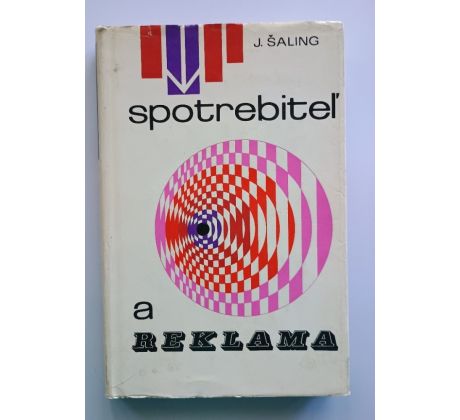 J. ŠALING
spotrebiteľ
a
REKLAMA